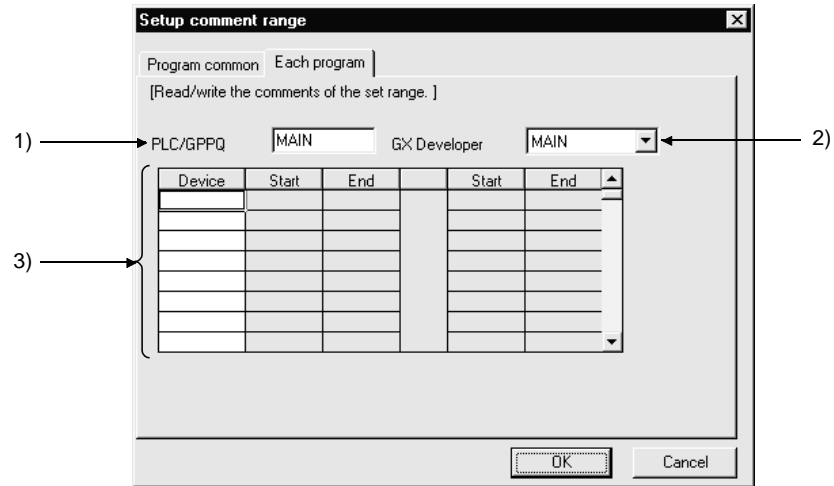 Setup comment range
Program common Each program
[Read/write the comments of the set range. ]
1) PLC/GPPQ MAIN GX Developer MAIN 2)
Device Start End Start End
3)
OK Cancel